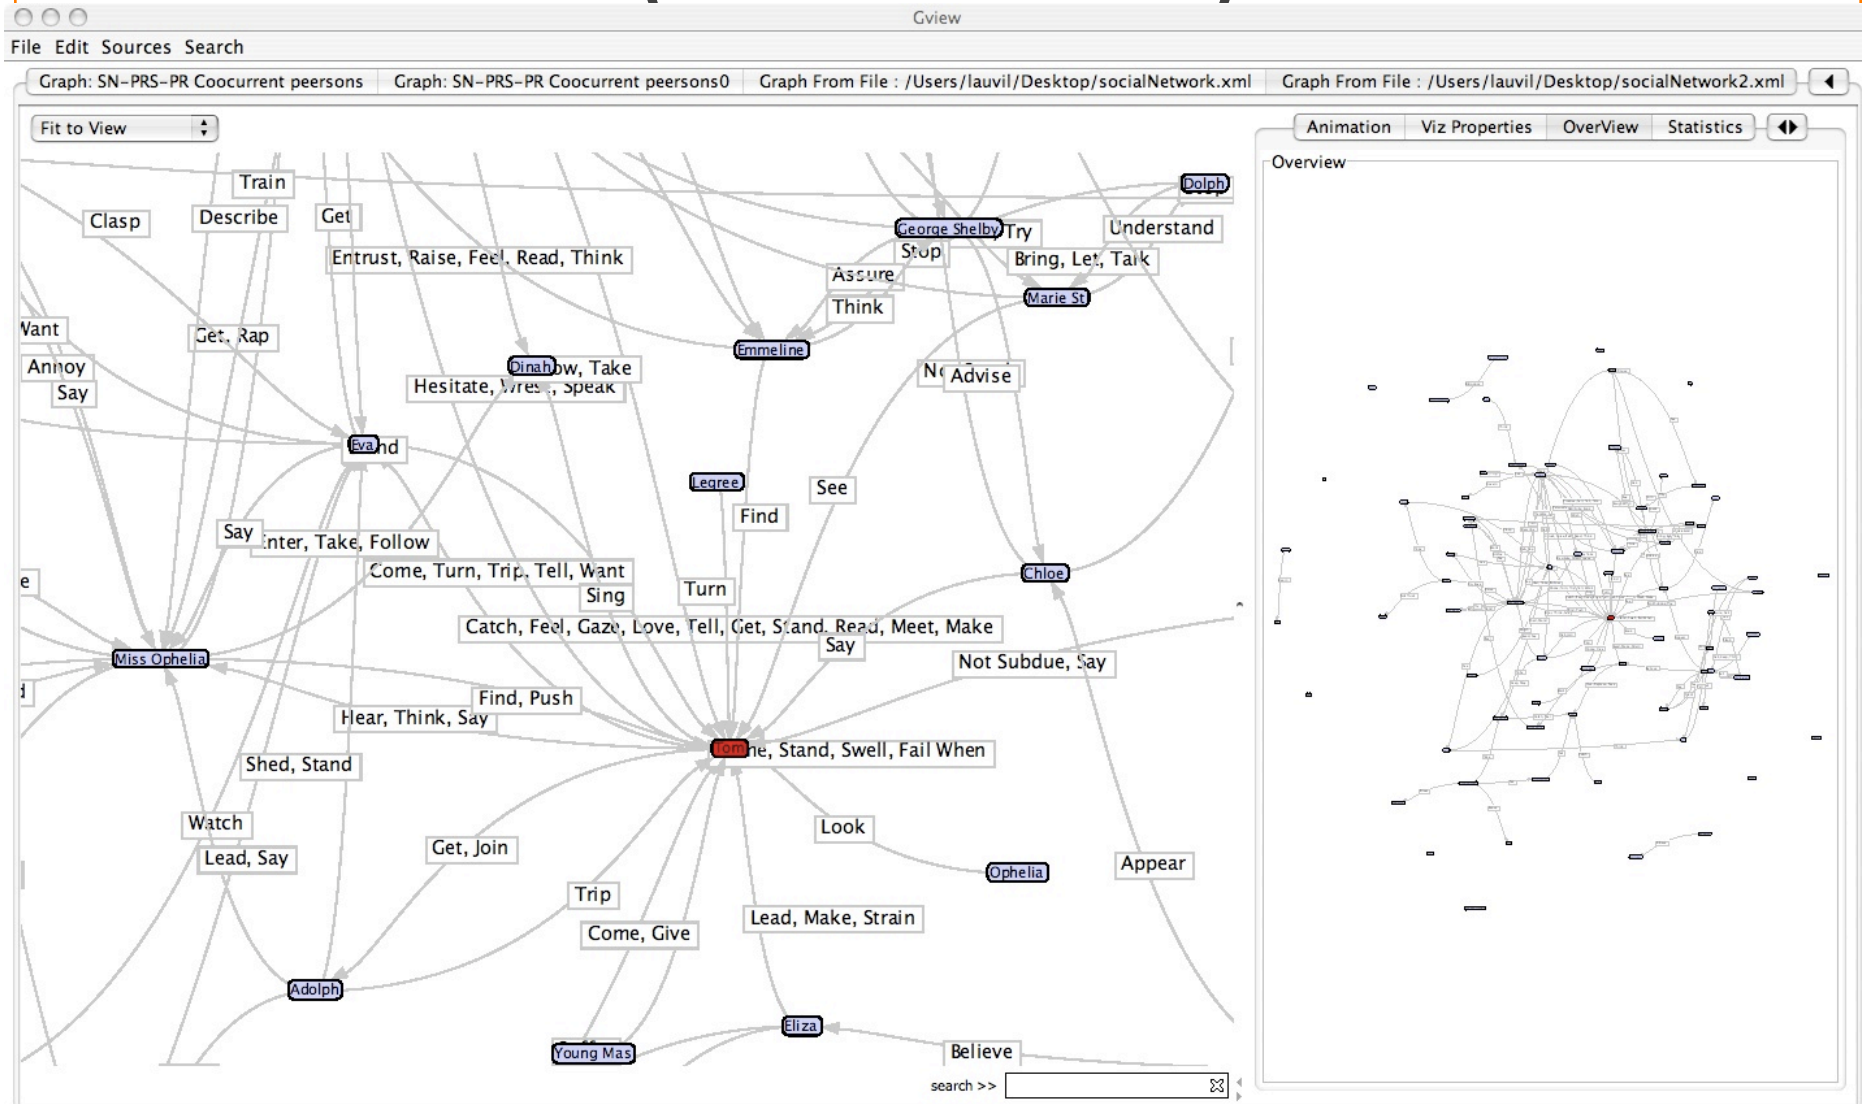 Gview
File Edit Sources Search
Graph: SN-PRS-PR Coocurrent peersons
Graph: SN-PRS-PR Coocurrent peersons0
Graph From File : /Users/lauvil/Desktop/socialNetwork.xml
Graph From File : /Users/lauvil/Desktop/socialNetwork2.xml
Fit to View
Animation
Viz Properties
OverView
Statistics
Overview
Train
Dolph
Clasp
Describe
Get
George Shelby
Try
Understand
Stop
Entrust, Raise, Feel, Read, Think
Bring, Let, Talk
Assure
Marie St
Think
Want
Get, Rap
Emmeline
Annoy
Dinah
Take
Advise
Say
Hesitate, Wrest, Speak
Eva
Legree
See
Find
Say
Enter, Take, Follow
Come, Turn, Trip, Tell, Want
Chloe
Turn
Sing
Catch, Feel, Gaze, Love, Tell, Get, Stand, Read, Meet, Make
Say
Miss Ophelia
Not Subdue, Say
Find, Push
Hear, Think, Say
Tom
Stand, Swell, Fail When
Shed, Stand
Watch
Look
Get, Join
Lead, Say
Appear
Ophelia
Trip
Lead, Make, Strain
Come, Give
Adolph
Eliza
Young Mas
Believe
search >>